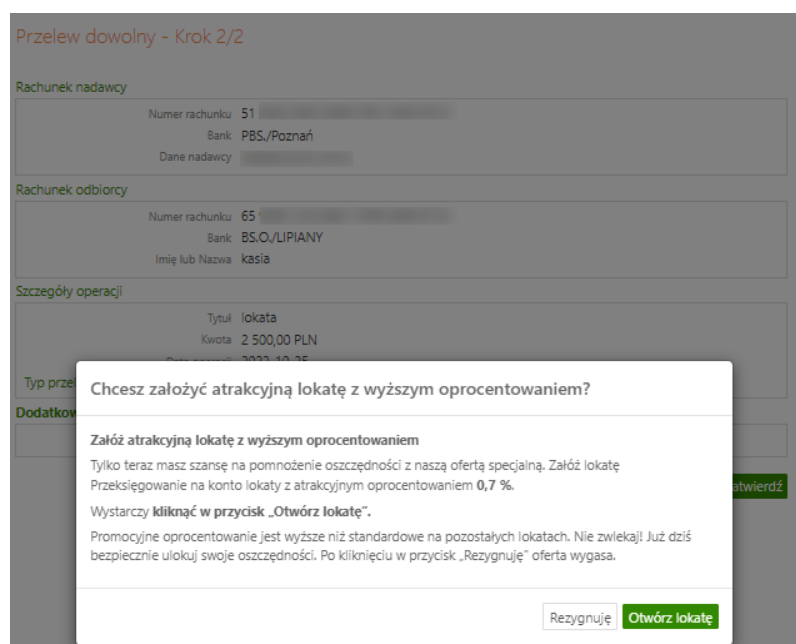 Przelew dowolny - Krok 2/2
Rachunek nadawcy
Numer rachunku 51
Bank PBS./Poznań
Dane nadawcy
Rachunek odbiorcy
Numer rachunku 65
Bank BS.O./LIPIANY
Imię lub Nazwa kasia
Szczegóły operacji
Tytuł lokata
Kwota 2 500,00 PLN
Typ przel
Dodatkow
Chcesz założyć atrakcyjną lokatę z wyższym oprocentowaniem?
Załóż atrakcyjną lokatę z wyższym oprocentowaniem
Tylko teraz masz szansę na pomnożenie oszczędności z naszą ofertą specjalną. Załóż lokatę
Przeksięgowanie na konto lokaty z atrakcyjnym oprocentowaniem 0,7 %.
atwierdź
Wystarczy kliknąć w przycisk „Otwórz lokatę”.
Promocyjne oprocentowanie jest wyższe niż standardowe na pozostałych lokatach. Nie zwlekaj! Już dziś
bezpiecznie ulokuj swoje oszczędności. Po kliknięciu w przycisk „Rezygnuję” oferta wygasa.
Rezygnuję Otwórz lokatę